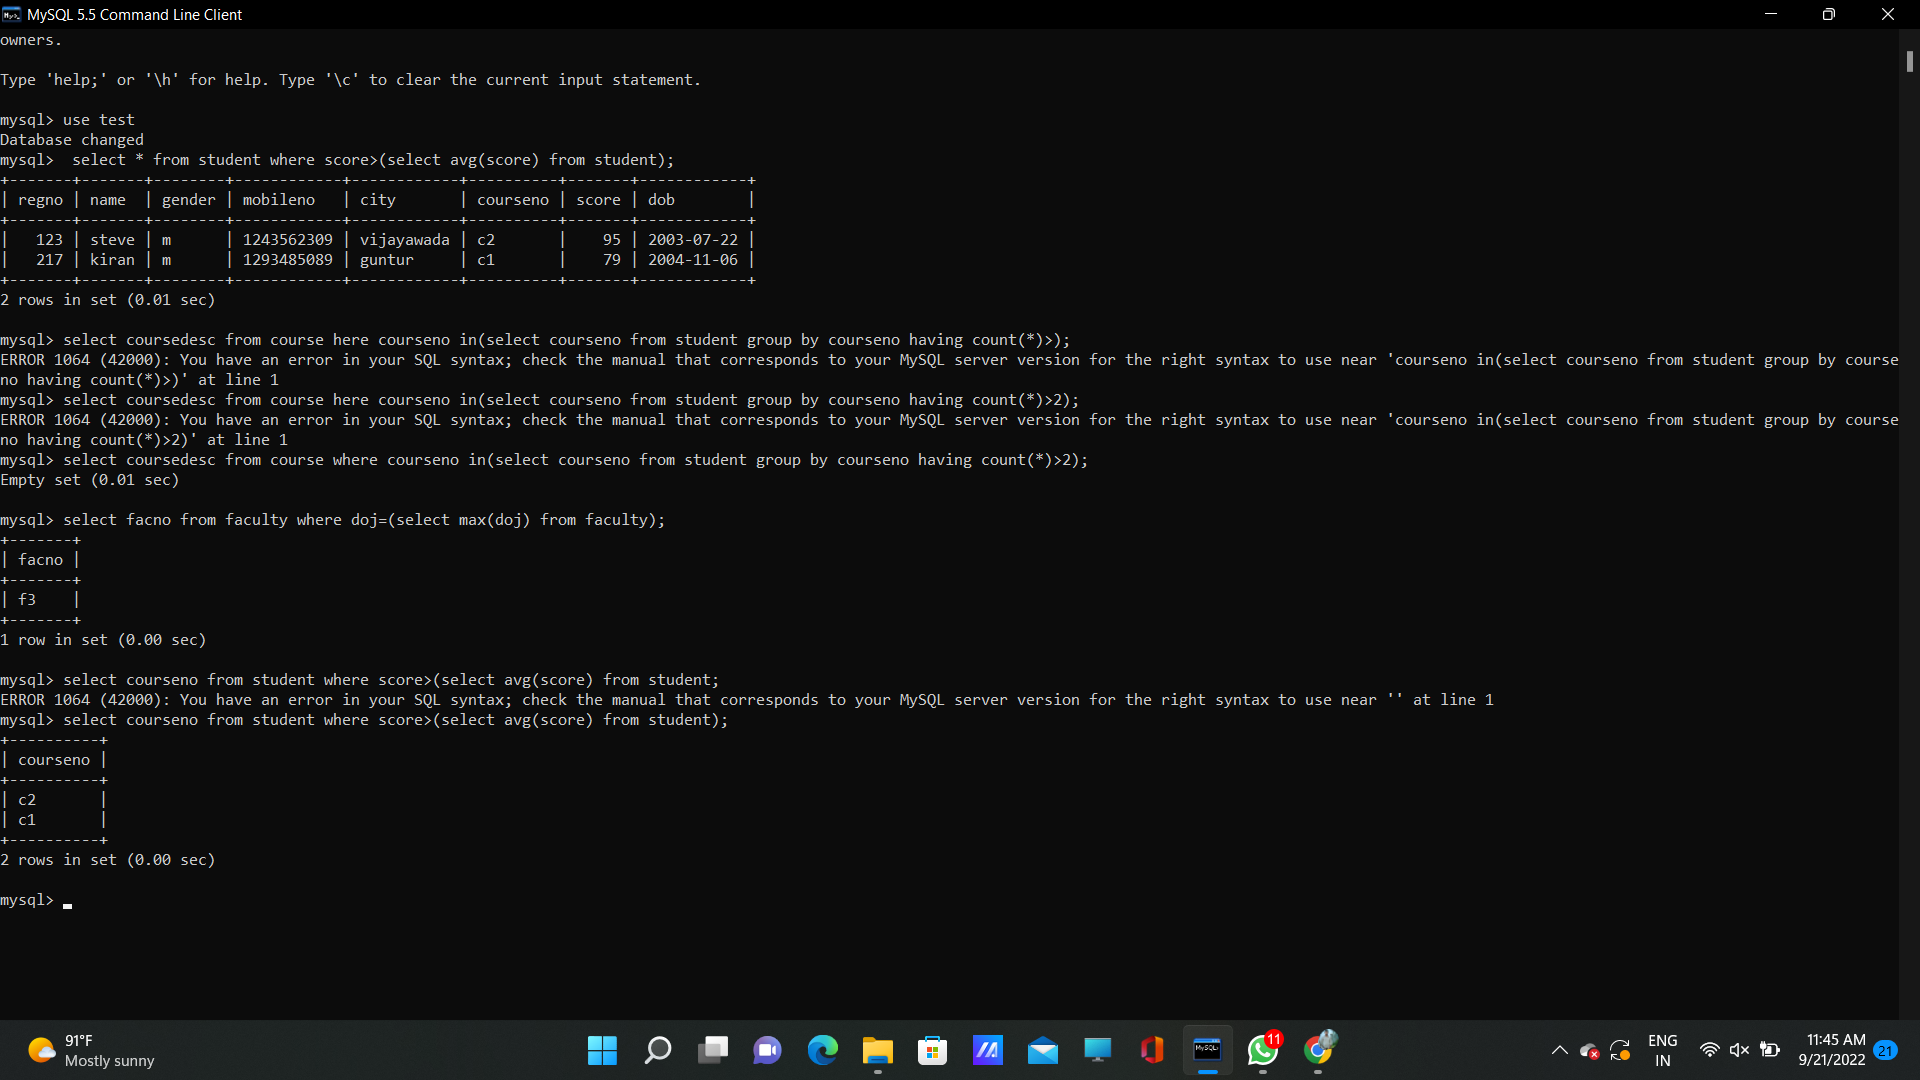 MySQL 5.5 Command Line Client
owners.
Type 'help;' or '\h' for help. Type '\c' to clear the current input statement.
mysql> use test
Database changed
mysql>  select * from student where score>(select avg(score) from student);
+-------+-------+--------+------------+------------+----------+-------+------------+
| regno | name  | gender | mobileno   | city       | courseno | score | dob        |
+-------+-------+--------+------------+------------+----------+-------+------------+
|   123 | steve | m      | 1243562309 | vijayawada | c2       |    95 | 2003-07-22 |
|   217 | kiran | m      | 1293485089 | guntur     | c1       |    79 | 2004-11-06 |
+-------+-------+--------+------------+------------+----------+-------+------------+
2 rows in set (0.01 sec)
mysql> select coursedesc from course here courseno in(select courseno from student group by courseno having count(*)>);
ERROR 1064 (42000): You have an error in your SQL syntax; check the manual that corresponds to your MySQL server version for the right syntax to use near 'courseno in(select courseno from student group by course
no having count(*)>)' at line 1
mysql> select coursedesc from course here courseno in(select courseno from student group by courseno having count(*)>2);
ERROR 1064 (42000): You have an error in your SQL syntax; check the manual that corresponds to your MySQL server version for the right syntax to use near 'courseno in(select courseno from student group by course
no having count(*)>2)' at line 1
mysql> select coursedesc from course where courseno in(select courseno from student group by courseno having count(*)>2);
Empty set (0.01 sec)
mysql> select facno from faculty where doj=(select max(doj) from faculty);
+-------+
| facno |
+-------+
| f3    |
+-------+
1 row in set (0.00 sec)
mysql> select courseno from student where score>(select avg(score) from student;
ERROR 1064 (42000): You have an error in your SQL syntax; check the manual that corresponds to your MySQL server version for the right syntax to use near '' at line 1
mysql> select courseno from student where score>(select avg(score) from student);
+----------+
| courseno |
+----------+
| c2       |
| c1       |
+----------+
2 rows in set (0.00 sec)
mysql>
91°F
Mostly sunny
MySQL
11
ENG
IN
11:45 AM
9/21/2022
21